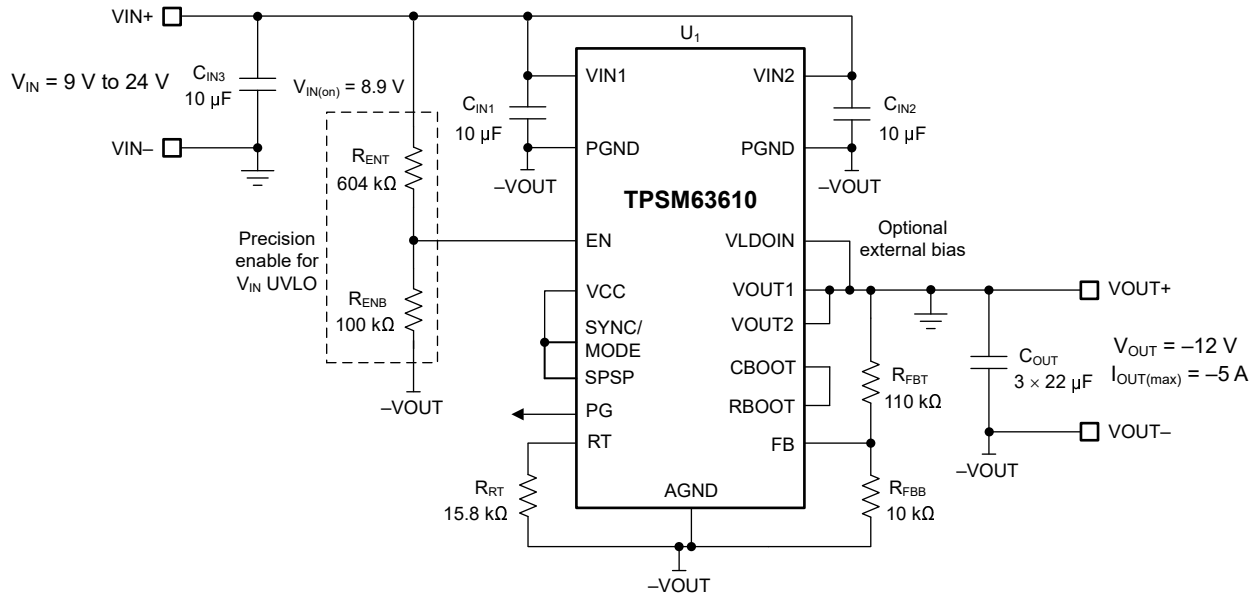 VIN+
U1
VIN1
VIN2
VIN = 9 V to 24 V
CIN3
10 µF
VIN(on) = 8.9 V
CIN1
10 µF
CIN2
10 µF
VIN–
PGND
PGND
–VOUT
–VOUT
RENT
604 kΩ
TPSM63610
Precision
enable for
VIN UVLO
EN
VLDOIN
Optional
external bias
RENB
100 kΩ
VCC
VOUT1
VOUT+
SYNC/
MODE
VOUT2
SPSP
CBOOT
RFBT
110 kΩ
COUT
3 × 22 µF
VOUT = –12 V
IOUT(max) = –5 A
–VOUT
PG
RBOOT
RT
FB
VOUT–
–VOUT
RRT
15.8 kΩ
AGND
RFBB
10 kΩ
–VOUT